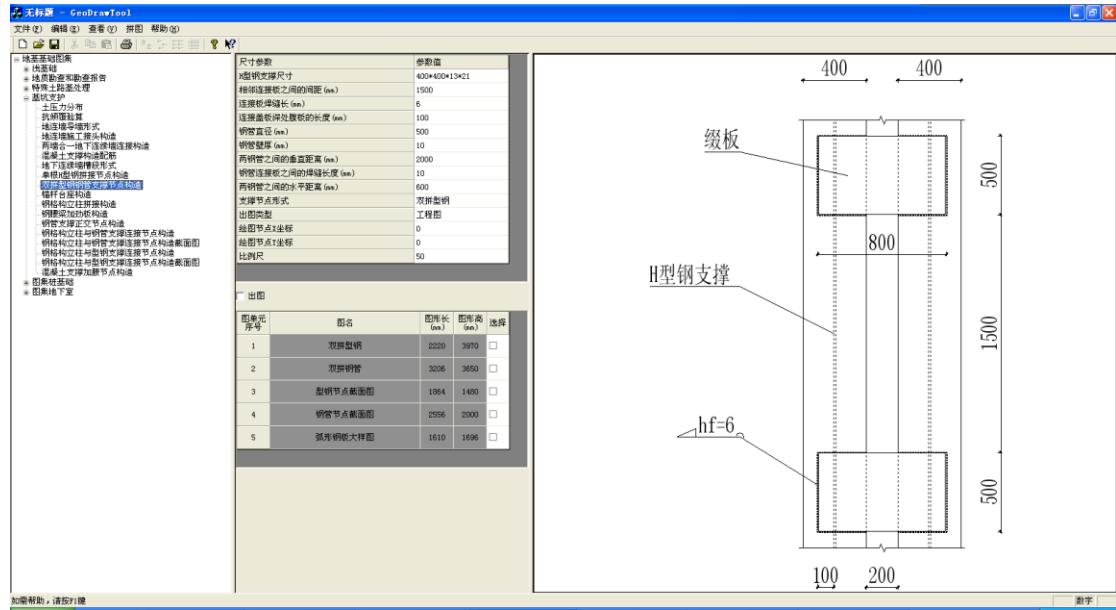 无标题 - GeoDrawTool
文件(F) 编辑(E) 查看(V) 拼图 帮助(H)
地基基础图集
浅基础
地质勘查和勘查报告
特殊土路基处理
基坑支护
土压力分布
抗倾覆验算
地连墙导墙形式
地连墙施工接头构造
两墙合一地下连续墙连接构造
混凝土支撑构造配筋
地下连续墙槽段形式
单根H型钢拼接节点构造
双拼型钢钢管支撑节点构造
锚杆台座构造
钢格构立柱拼接构造
钢腰梁加劲板构造
钢管支撑正交节点构造
钢格构立柱与钢管支撑连接节点构造
钢格构立柱与钢管支撑连接节点构造截面图
钢格构立柱与型钢支撑连接节点构造
钢格构立柱与型钢支撑连接节点构造截面图
混凝土支撑加腋节点构造
图集桩基础
图集地下室
尺寸参数 参数值
H型钢支撑尺寸 400*400*13*21
相邻连接板之间的间距(mm) 1500
连接板焊缝长(mm) 6
连接盖板深处腹板的长度(mm) 100
钢管直径(mm) 500
钢管壁厚(mm) 10
两钢管之间的垂直距离(mm) 2000
钢管连接板之间的焊缝长度(mm) 10
两钢管之间的水平距离(mm) 600
支撑节点形式 双拼型钢
出图类型 工程图
绘图节点X坐标 0
绘图节点Y坐标 0
比例尺 50
出图
图单元序号 图名 图形长(mm) 图形高(mm) 选择
1 双拼型钢 2220 3970
2 双拼钢管 3206 3650
3 型钢节点截面图 1864 1480
4 钢管节点截面图 2556 2000
5 弧形钢板大样图 1610 1696
400 400
缀板
500
800
H型钢支撑
1500
hf=6
500
100 200
如需帮助，请按F1键
数字